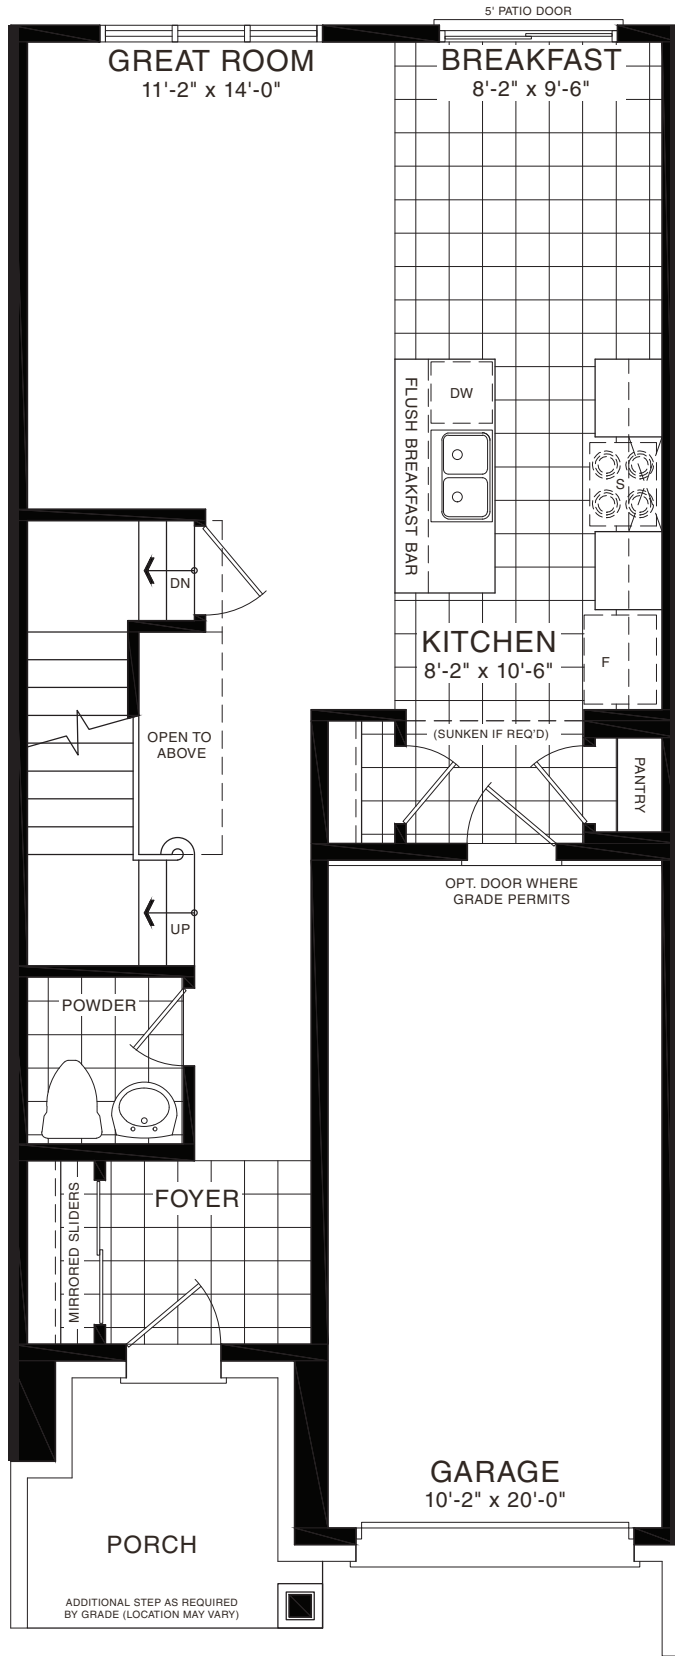 5' PATIO DOOR
GREAT ROOM
11'-2" x 14'-0"
BREAKFAST
8'-2" x 9'-6"
FLUSH BREAKFAST BAR
DW
S
DN
KITCHEN
8'-2" x 10'-6"
F
OPEN TO
ABOVE
(SUNKEN IF REQ'D)
PANTRY
OPT. DOOR WHERE
GRADE PERMITS
UP
POWDER
FOYER
MIRRORED SLIDERS
GARAGE
10'-2" x 20'-0"
PORCH
ADDITIONAL STEP AS REQUIRED
BY GRADE (LOCATION MAY VARY)